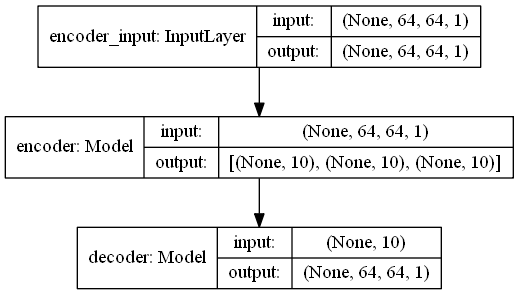 encoder_input: InputLayer
input: (None, 64, 64, 1)
output: (None, 64, 64, 1)
encoder: Model
input: (None, 64, 64, 1)
output: [(None, 10), (None, 10), (None, 10)]
decoder: Model
input: (None, 10)
output: (None, 64, 64, 1)